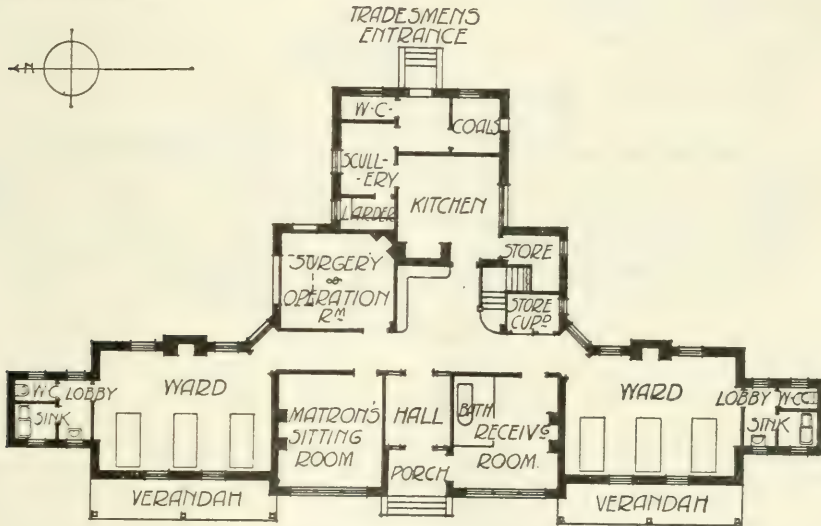 TRADESMENS
ENTRANCE
N
W·C·
COALS
SCULL-
-ERY
KITCHEN
LARDER
STORE
SURGERY
OR
OPERATION
RM
STORE
CUPD
WARD
W·C
LOBBY
SINK
MATRON'S
SITTING
ROOM
HALL
BATH
RECEIVG
ROOM.
WARD
LOBBY
W·C
SINK
PORCH
VERANDAH
VERANDAH